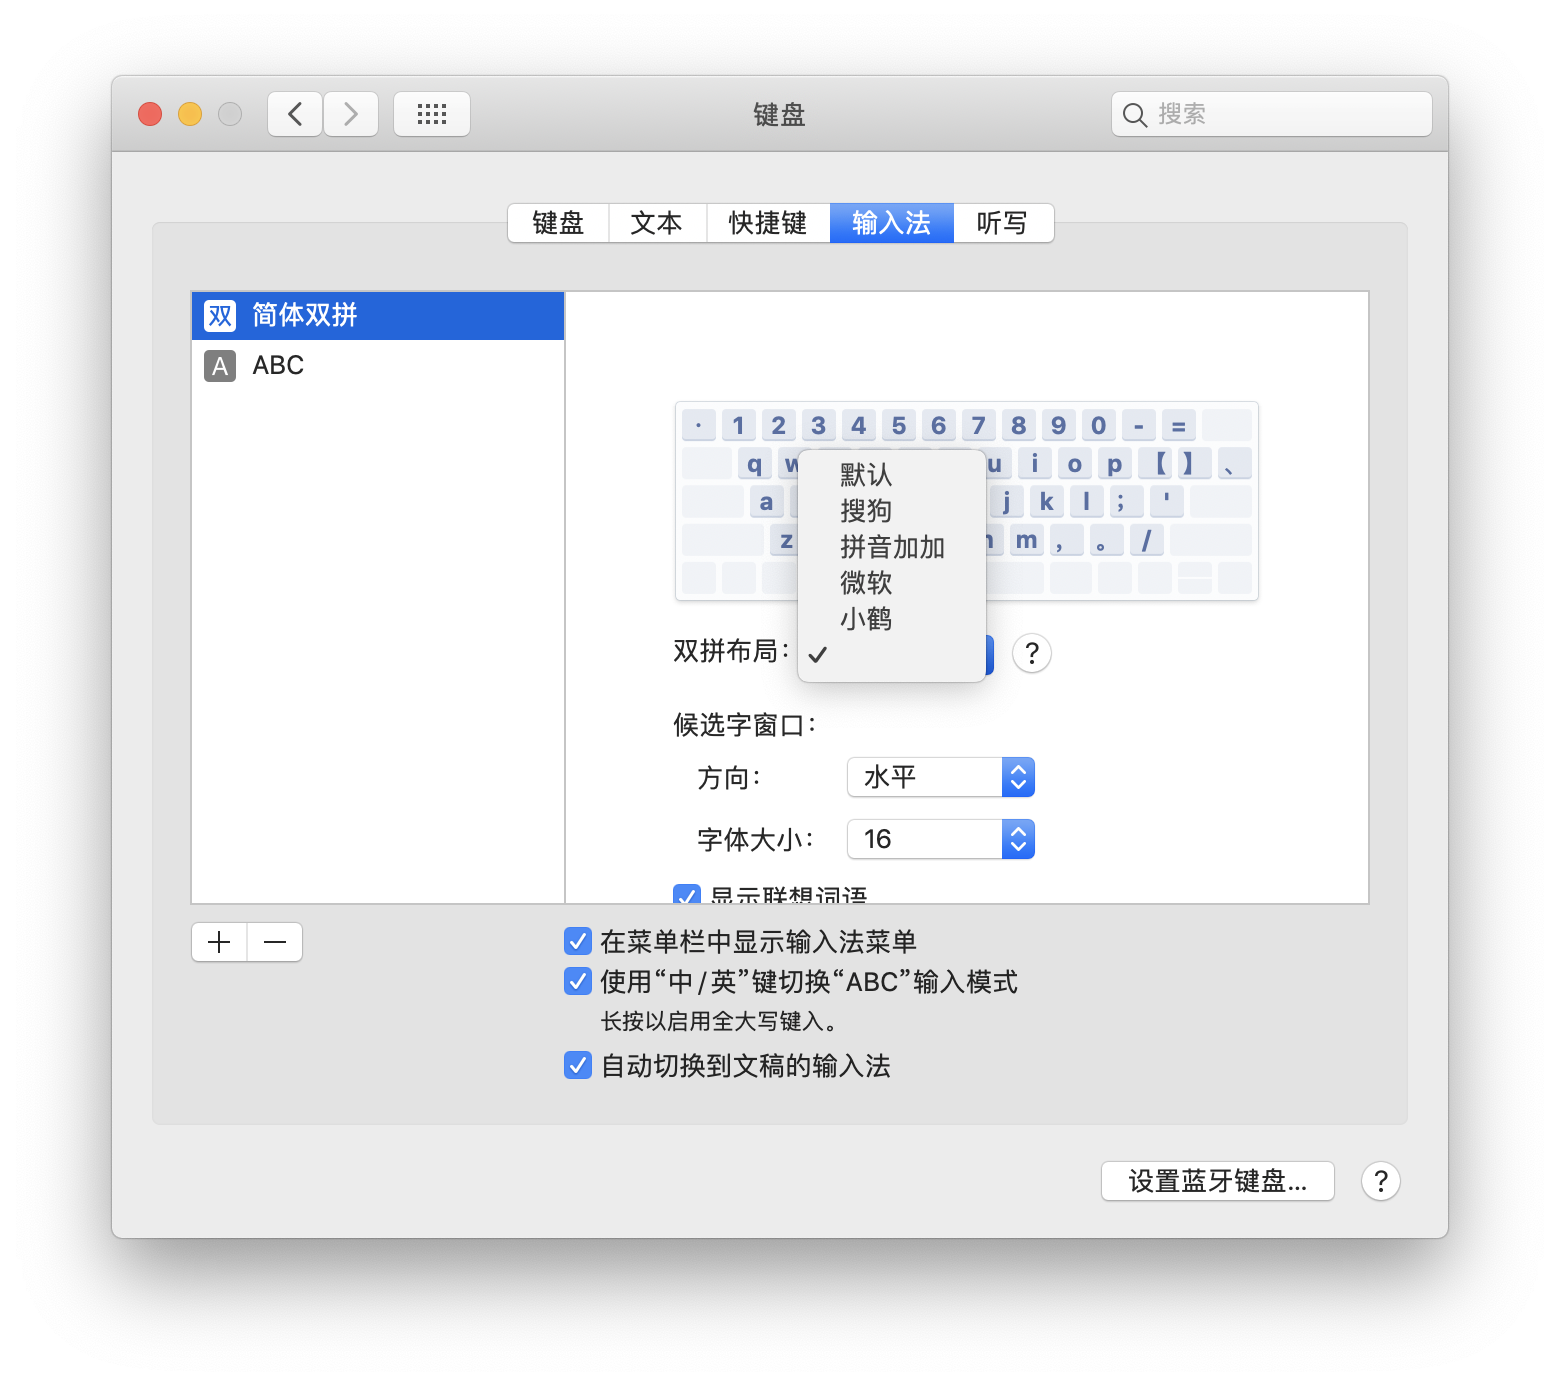 键盘
搜索
键盘 文本 快捷键 输入法 听写
双 简体双拼
A ABC
· 1 2 3 4 5 6 7 8 9 0 - =
q w u i o p 【 】 、
a j k l ; '
z n m , 。 /
默认
搜狗
拼音加加
微软
小鹤
双拼布局:
?
候选字窗口:
方向: 水平
字体大小: 16
显示联想词语
在菜单栏中显示输入法菜单
使用“中/英”键切换“ABC”输入模式
长按以启用全大写键入。
自动切换到文稿的输入法
设置蓝牙键盘... ?